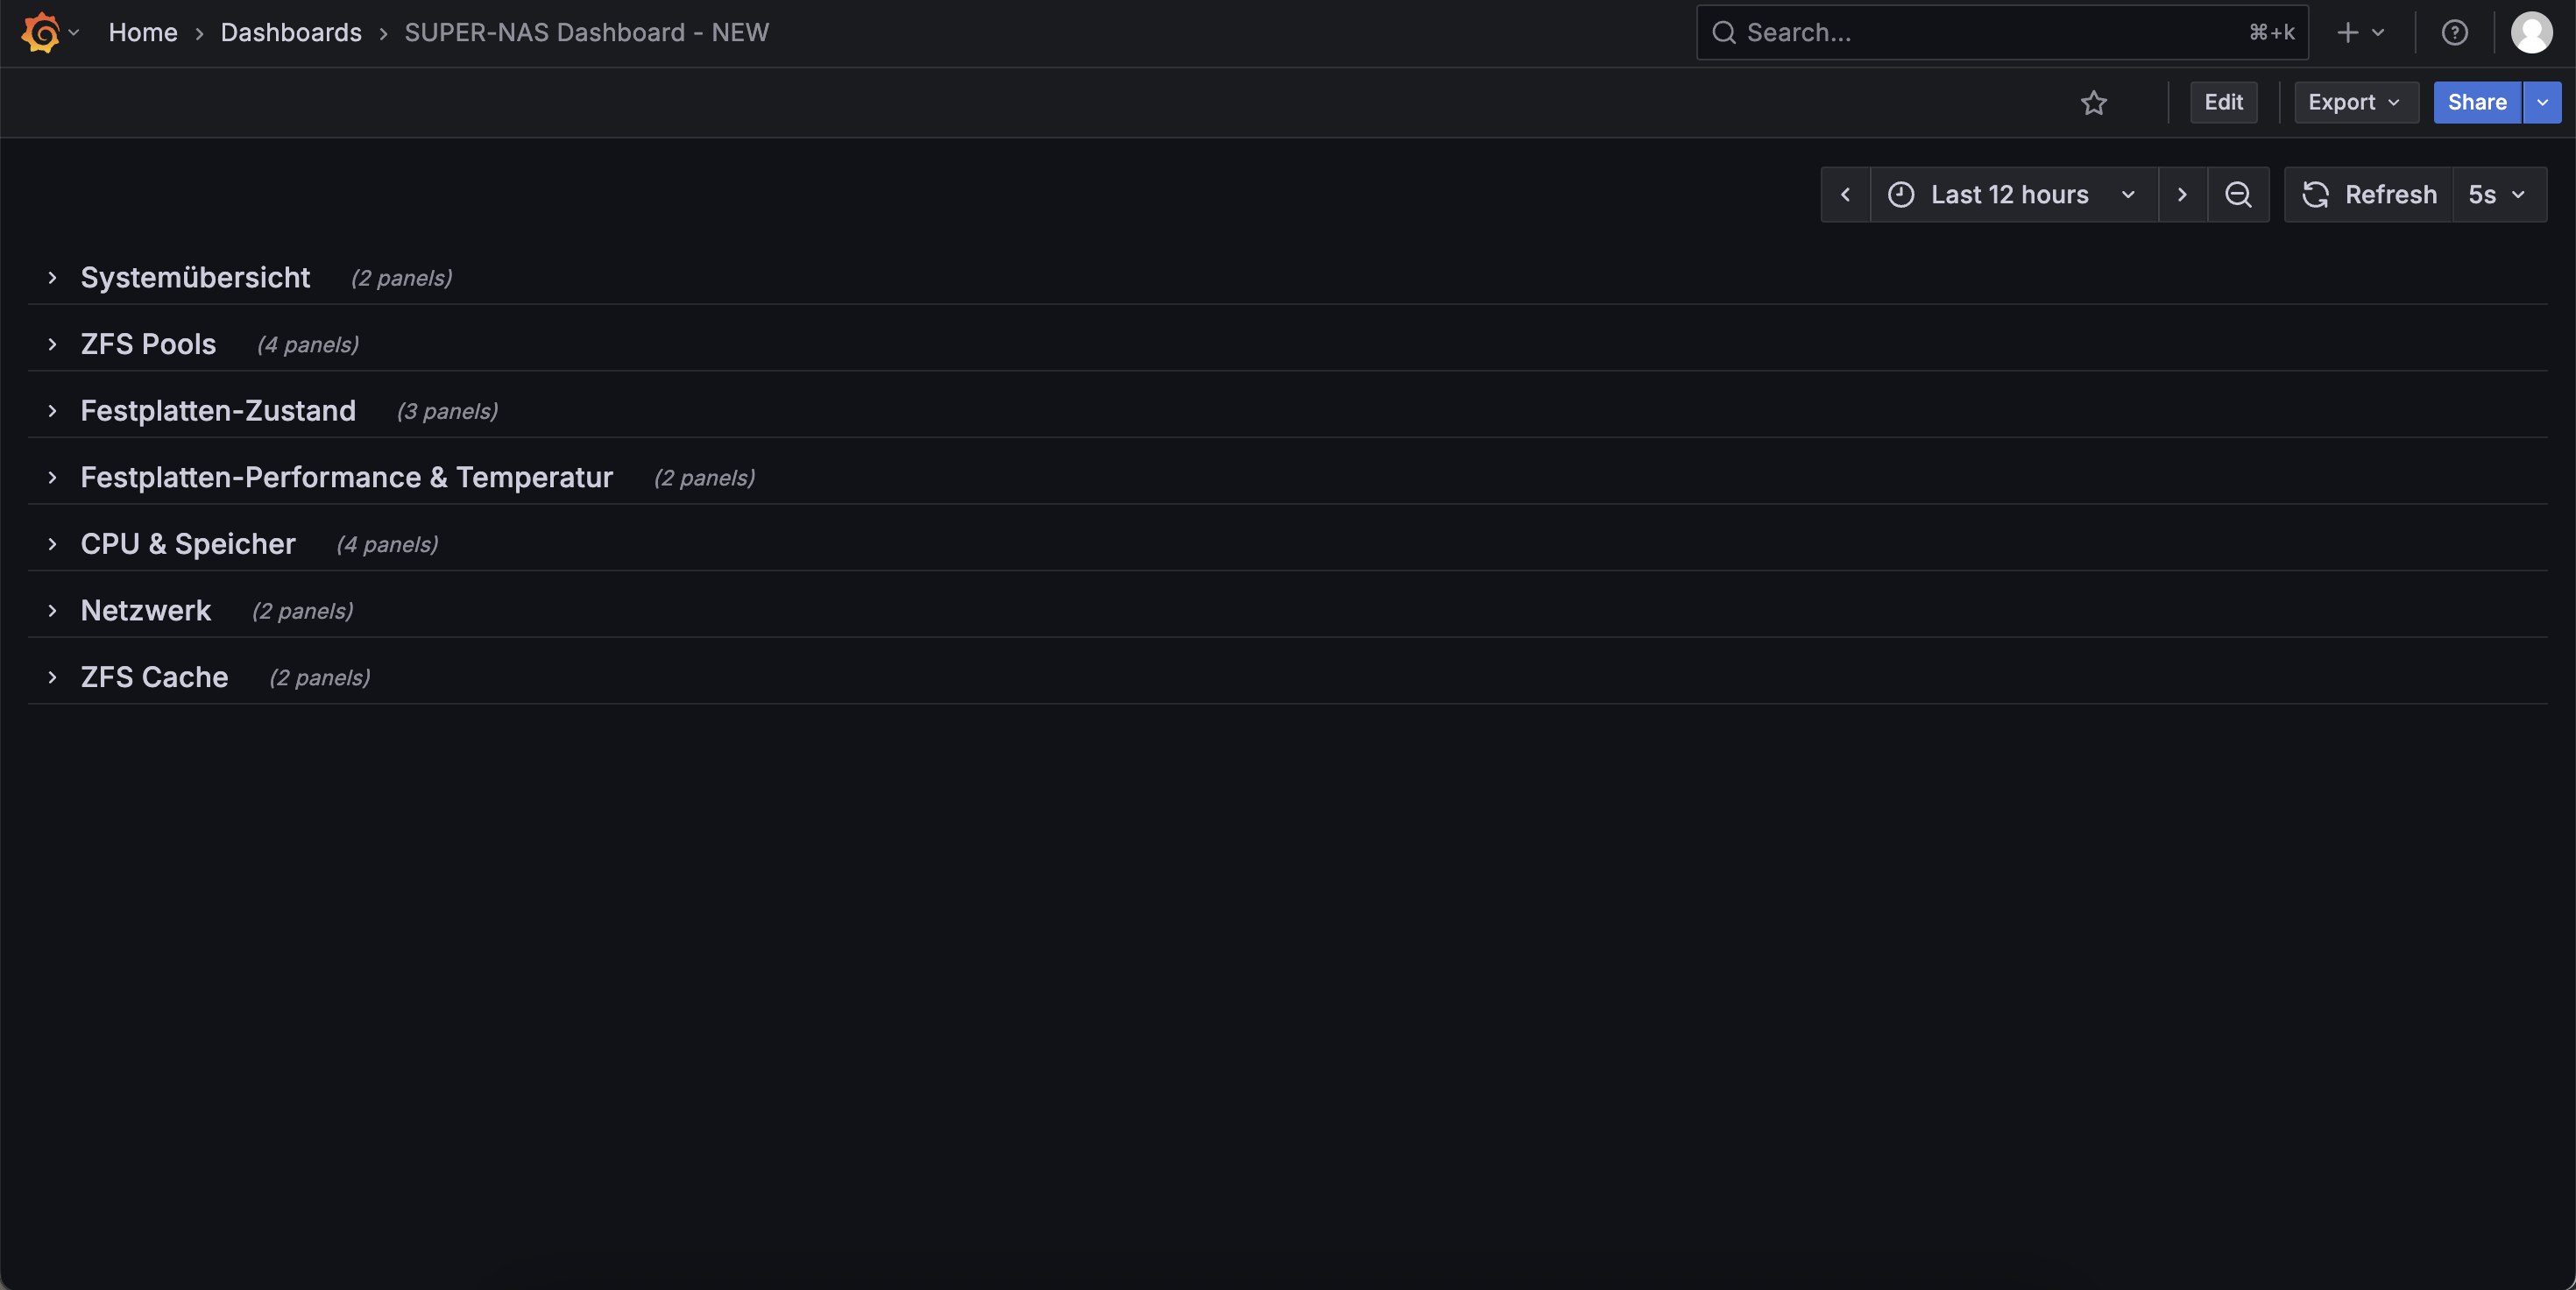 Home › Dashboards › SUPER-NAS Dashboard - NEW Search... ⌘+k
Edit Export Share
Last 12 hours Refresh 5s
Systemübersicht (2 panels)
ZFS Pools (4 panels)
Festplatten-Zustand (3 panels)
Festplatten-Performance & Temperatur (2 panels)
CPU & Speicher (4 panels)
Netzwerk (2 panels)
ZFS Cache (2 panels)